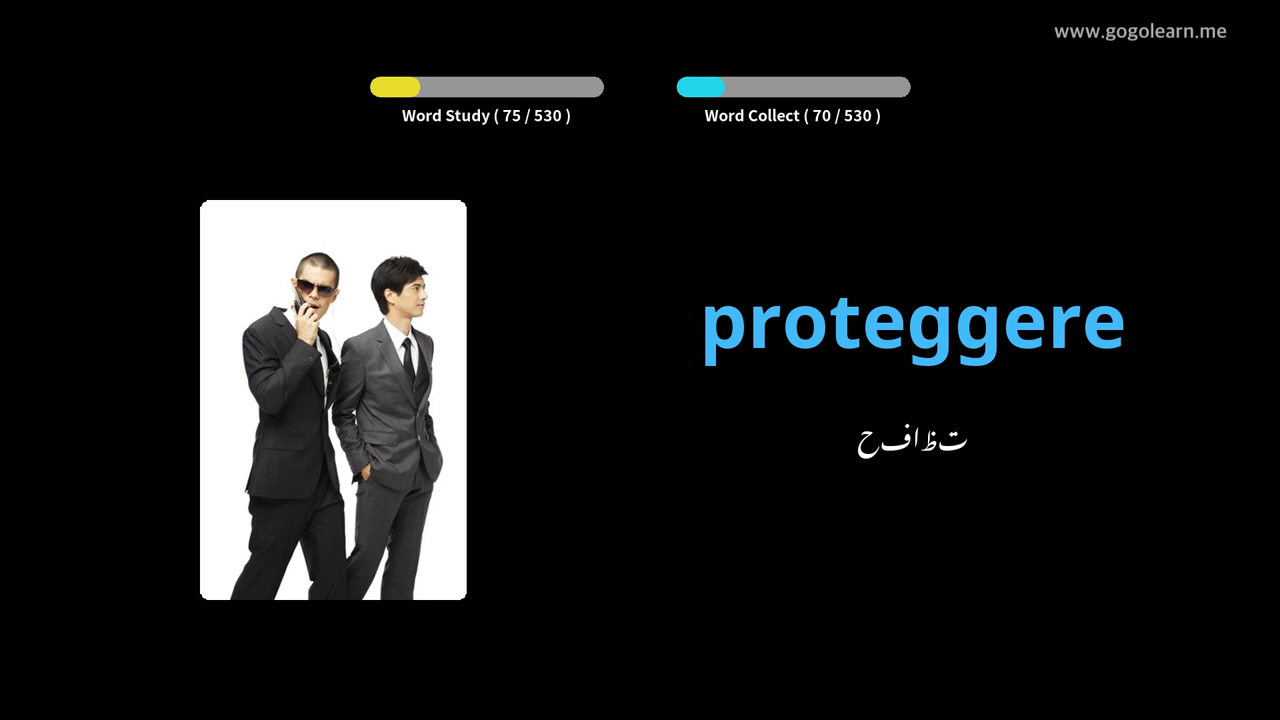 www.gogolearn.me
Word Study ( 75 / 530 )
Word Collect ( 70 / 530 )
proteggere
حفاظت